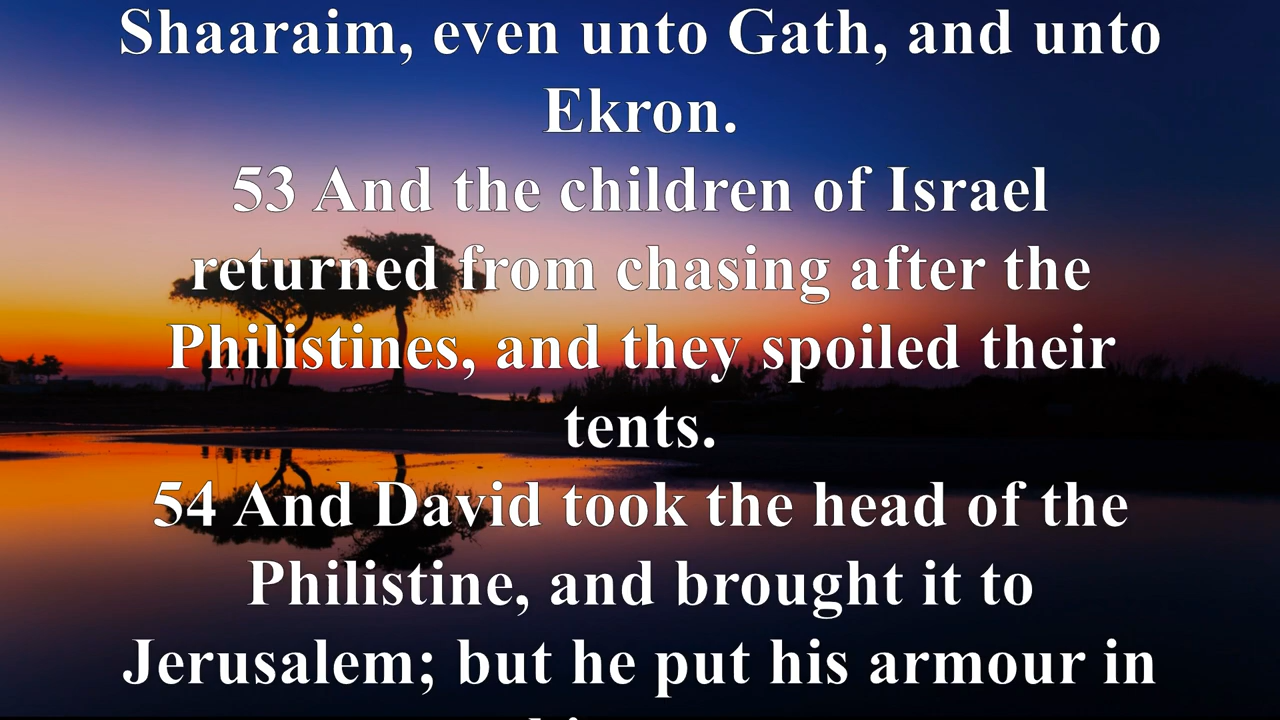 Shaaraim, even unto Gath, and unto
Ekron.
53 And the children of Israel
returned from chasing after the
Philistines, and they spoiled their
tents.
54 And David took the head of the
Philistine, and brought it to
Jerusalem; but he put his armour in